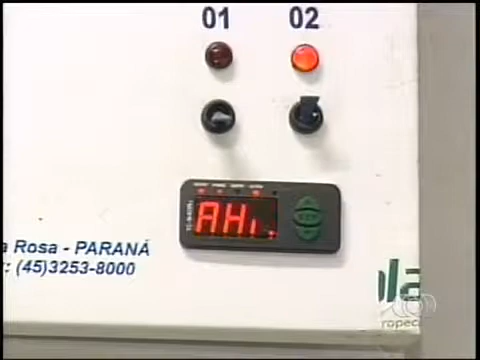 01 02
AHi.
a Rosa - PARANÁ
: (45)3253-8000
la
ropec